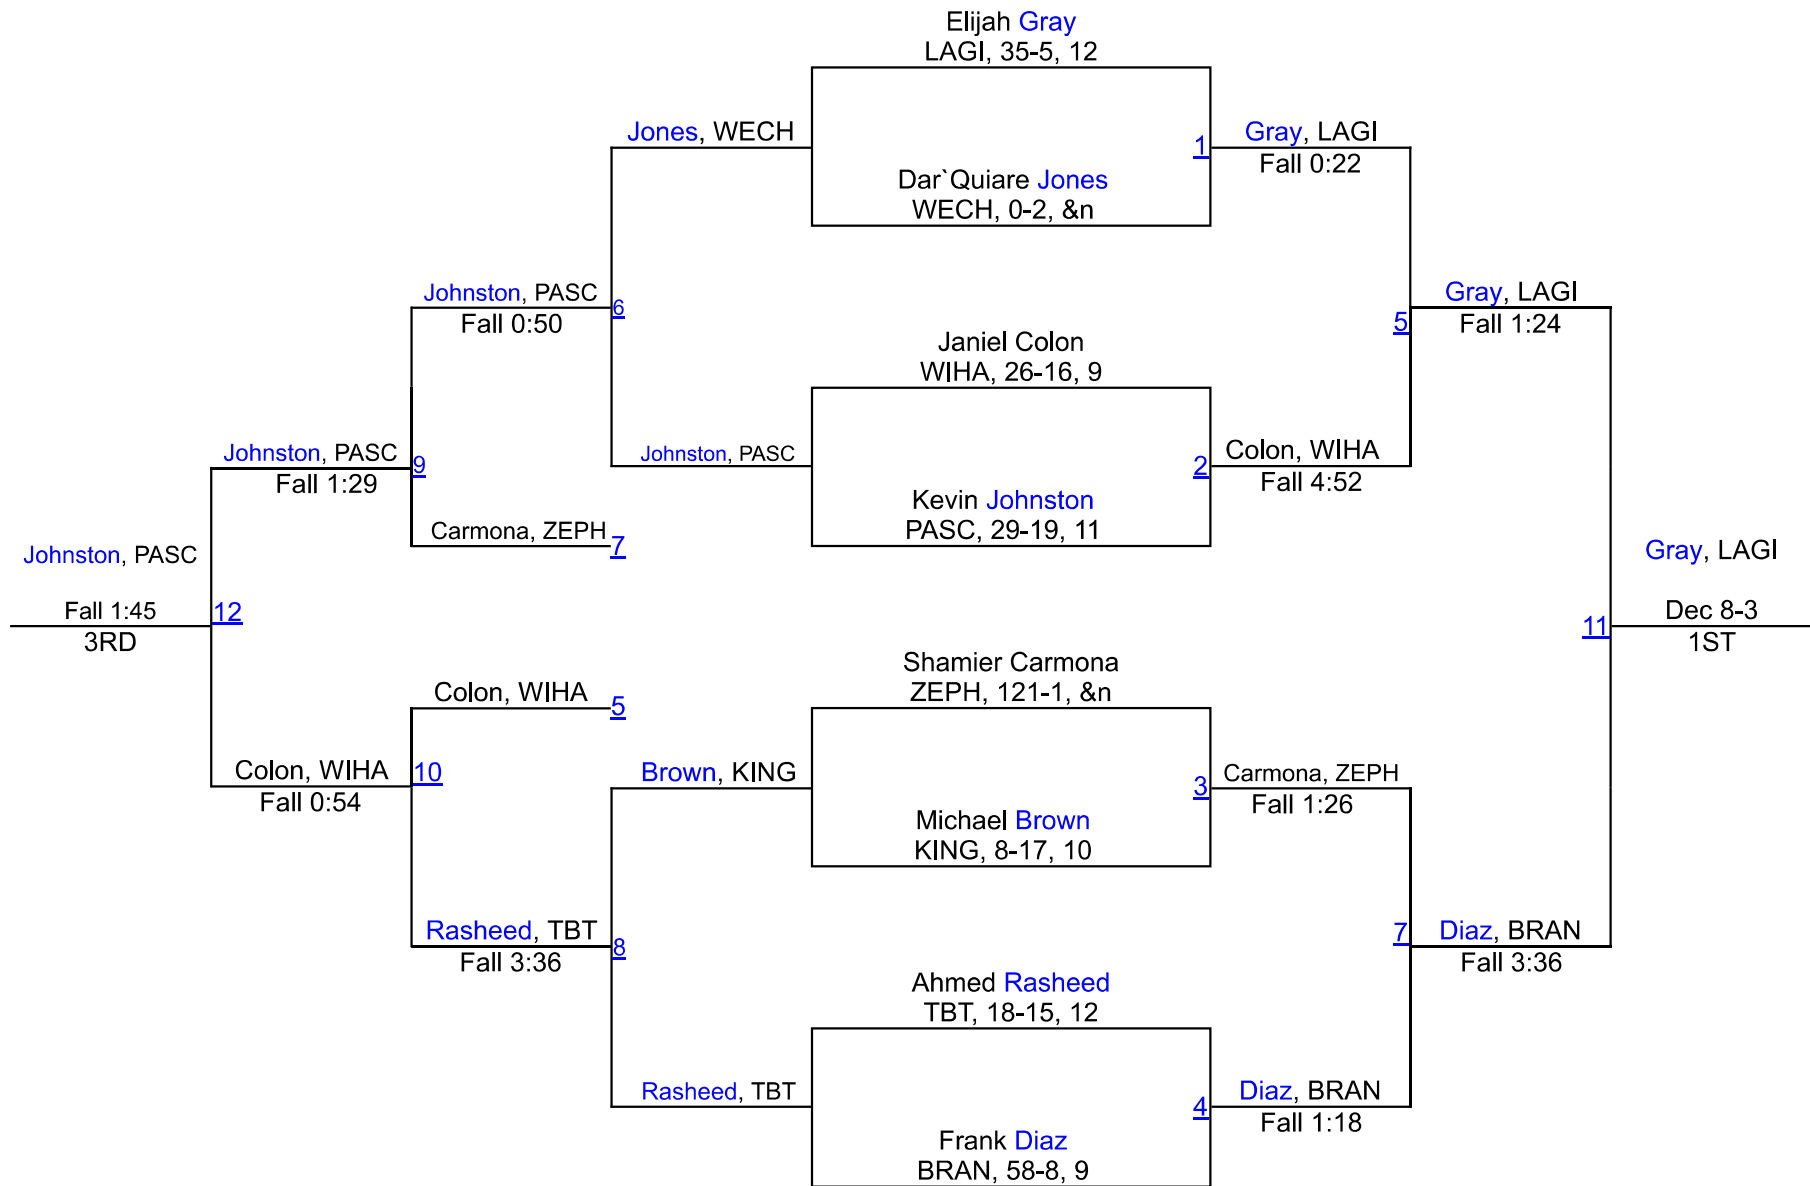 Elijah Gray
LAGI, 35-5, 12
Jones, WECH
1
Gray, LAGI
Fall 0:22
Dar`Quiare Jones
WECH, 0-2, &n
Johnston, PASC
Fall 0:50
6
5
Gray, LAGI
Fall 1:24
Janiel Colon
WIHA, 26-16, 9
Johnston, PASC
Fall 1:29
9
Johnston, PASC
2
Colon, WIHA
Fall 4:52
Kevin Johnston
PASC, 29-19, 11
Carmona, ZEPH
7
Johnston, PASC
Fall 1:45
3RD
12
11
Gray, LAGI
Dec 8-3
1ST
Shamier Carmona
ZEPH, 121-1, &n
Colon, WIHA
5
Colon, WIHA
Fall 0:54
10
Brown, KING
3
Carmona, ZEPH
Fall 1:26
Michael Brown
KING, 8-17, 10
Rasheed, TBT
Fall 3:36
8
7
Diaz, BRAN
Fall 3:36
Ahmed Rasheed
TBT, 18-15, 12
Rasheed, TBT
4
Diaz, BRAN
Fall 1:18
Frank Diaz
BRAN, 58-8, 9